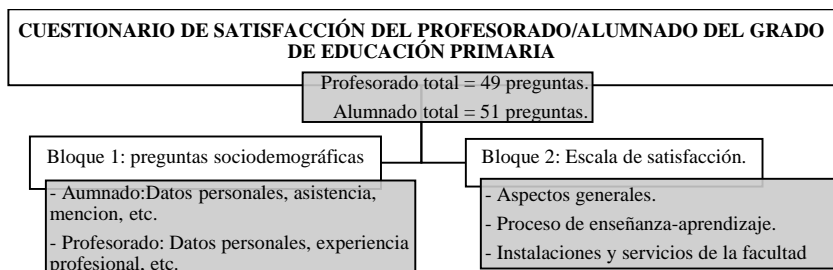 CUESTIONARIO DE SATISFACCIÓN DEL PROFESORADO/ALUMNADO DEL GRADO
DE EDUCACIÓN PRIMARIA
Profesorado total = 49 preguntas.
Alumnado total = 51 preguntas.
Bloque 1: preguntas sociodemográficas
- Aumnado:Datos personales, asistencia,
mencion, etc.
- Profesorado: Datos personales, experiencia
profesional, etc.
Bloque 2: Escala de satisfacción.
- Aspectos generales.
- Proceso de enseñanza-aprendizaje.
- Instalaciones y servicios de la facultad